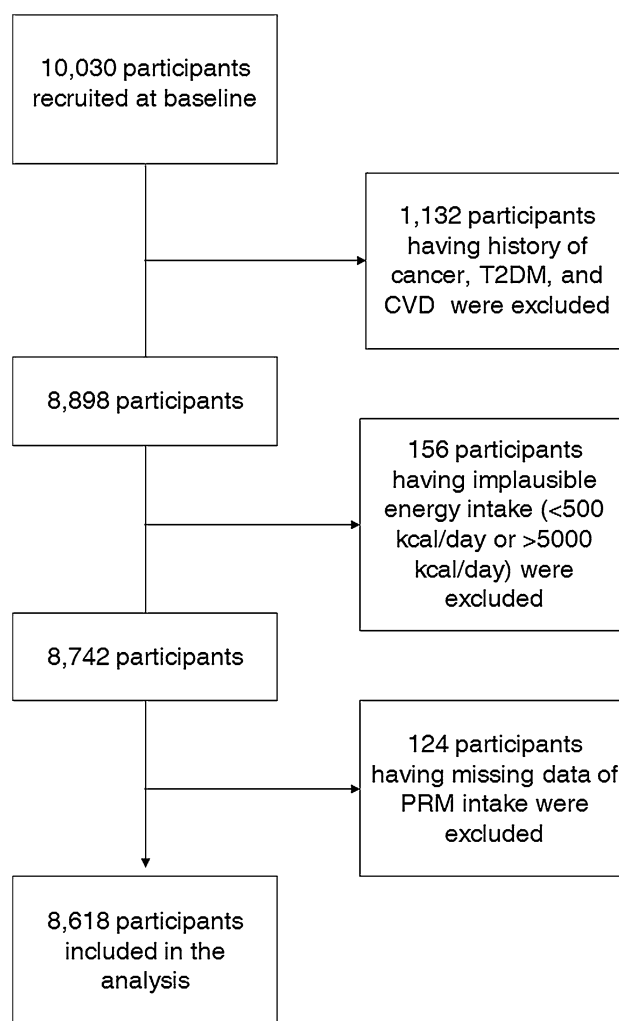 10,030 participants
recruited at baseline
1,132 participants
having history of
cancer, T2DM, and
CVD were excluded
8,898 participants
156 participants
having implausible
energy intake (<500
kcal/day or >5000
kcal/day) were
excluded
8,742 participants
124 participants
having missing data of
PRM intake were
excluded
8,618 participants
included in the
analysis